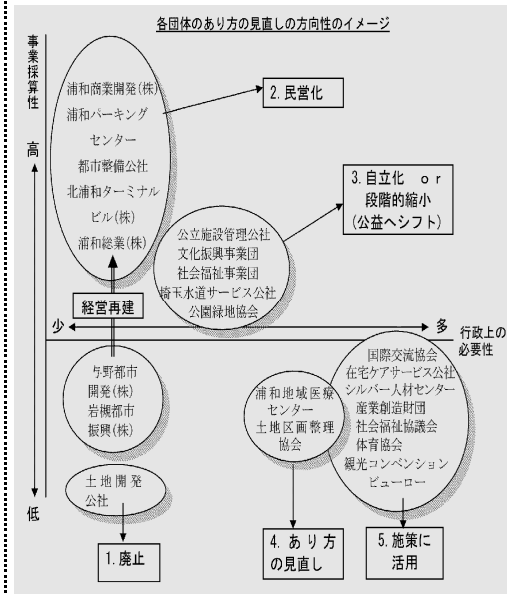 各団体のあり方の見直しの方向性のイメージ
事業採算性
高
浦和商業開発(株)
浦和パーキング
センター
都市整備公社
北浦和ターミナル
ビル(株)
浦和総業(株)
2. 民営化
3. 自立化 or
段階的縮小
(公益へシフト)
公立施設管理公社
文化振興事業団
社会福祉事業団
埼玉水道サービス公社
公園緑地協会
経営再建
少
多
行政上の
必要性
与野都市
開発(株)
岩槻都市
振興(株)
浦和地域医療
センター
土地区画整理
協会
国際交流協会
在宅ケアサービス公社
シルバー人材センター
産業創造財団
社会福祉協議会
体育協会
観光コンベンション
ビューロー
土地開発
公社
低
1. 廃止
4. あり方
の見直し
5. 施策に
活用